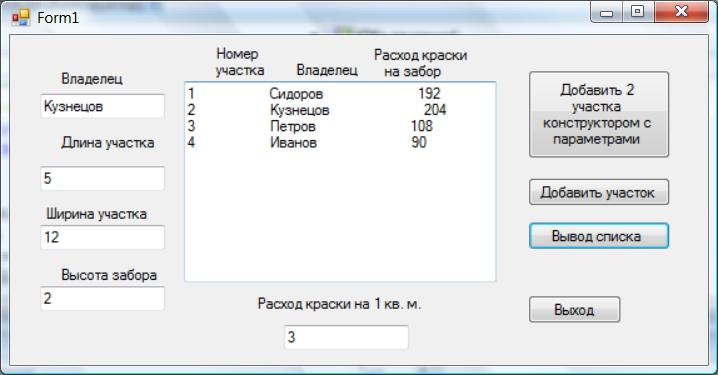 Form1
Владелец
Кузнецов
Длина участка
5
Ширина участка
12
Высота забора
2
Номер участка
Владелец
Расход краски на забор
1 Сидоров 192
2 Кузнецов 204
3 Петров 108
4 Иванов 90
Расход краски на 1 кв. м.
3
Добавить 2
участка
конструктором с
параметрами
Добавить участок
Вывод списка
Выход